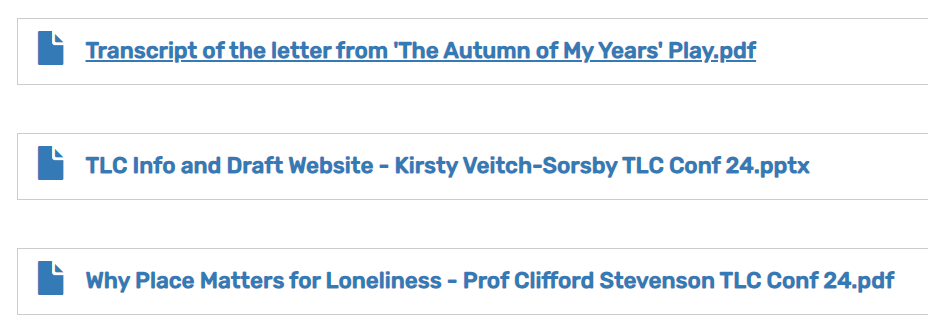 Transcript of the letter from 'The Autumn of My Years' Play.pdf
TLC Info and Draft Website - Kirsty Veitch-Sorsby TLC Conf 24.pptx
Why Place Matters for Loneliness - Prof Clifford Stevenson TLC Conf 24.pdf